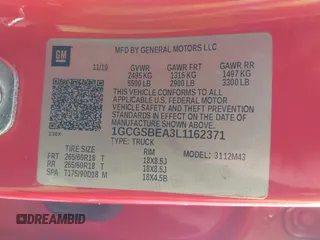 GM
MFD BY GENERAL MOTORS LLC
11/19 GVWR GAWR FRT GAWR RR
2495 KG 1315 KG 1497 KG
5500 LB 2900 LB 3300 LB
THIS VEHICLE CONFORMS TO ALL
APPLICABLE U.S. FEDERAL MOTOR VEHICLE
SAFETY, BUMPER, AND THEFT PREVENTION
STANDARDS IN EFFECT ON THE DATE OF
MANUFACTURE SHOWN ABOVE.
1GCGSBEA3L1162371
TYPE: TRUCK
TIRE SIZE RIM MODEL: 3112M43
FRT 265/60R18 T 18X8.5J
RR 265/60R18 T 18X8.5J
SPA T175/90D18 M 18X4.5B
DREAMBID